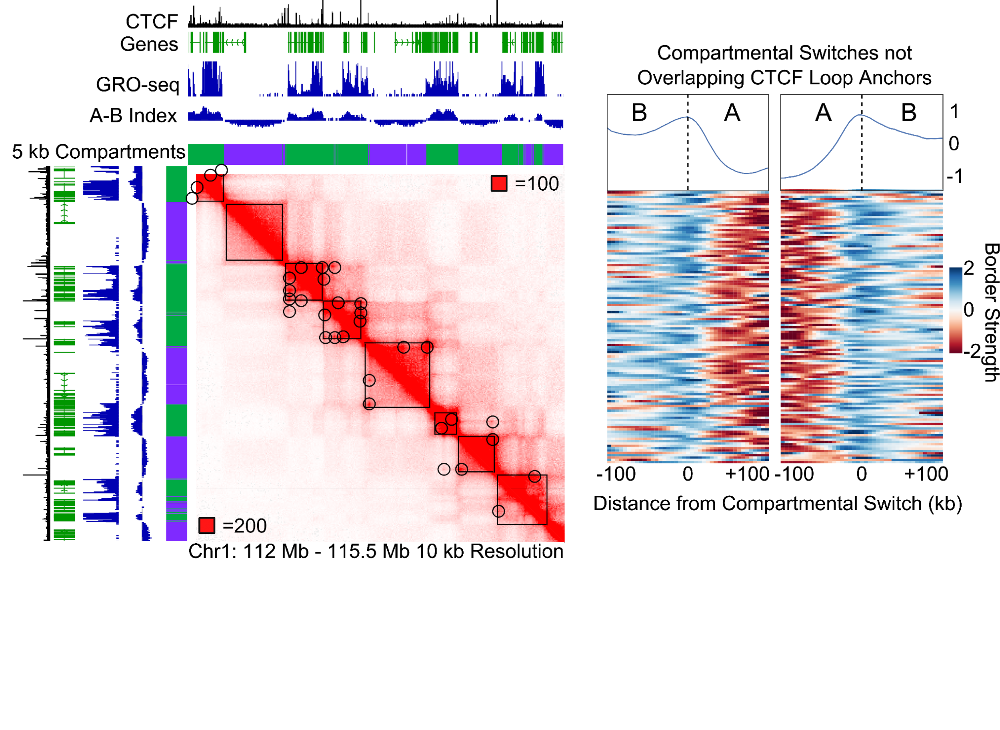 CTCF
Genes
GRO-seq
A-B Index
5 kb Compartments
=100
=200
Chr1: 112 Mb - 115.5 Mb 10 kb Resolution
Compartmental Switches not
Overlapping CTCF Loop Anchors
B A A B
1
0
-1
2
0
-2
Border Strength
-100 0 +100 -100 0 +100
Distance from Compartmental Switch (kb)